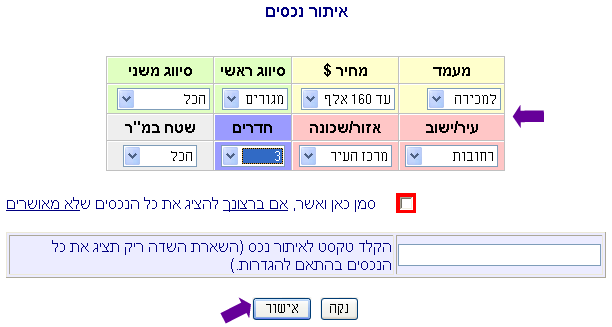 איתור נכסים
מעמד מחיר $ סיווג ראשי סיווג משני
למכירה עד 160 אלף מגורים הכל
עיר/ישוב אזור/שכונה חדרים שטח במ''ר
רחובות מרכז העיר 3 הכל
סמן כאן ואשר, אם ברצונך להציג את כל הנכסים שלא מאושרים
הקלד טקסט לאיתור נכס (השארת השדה ריק תציג את כל
הנכסים בהתאם להגדרות.)
נקה אישור